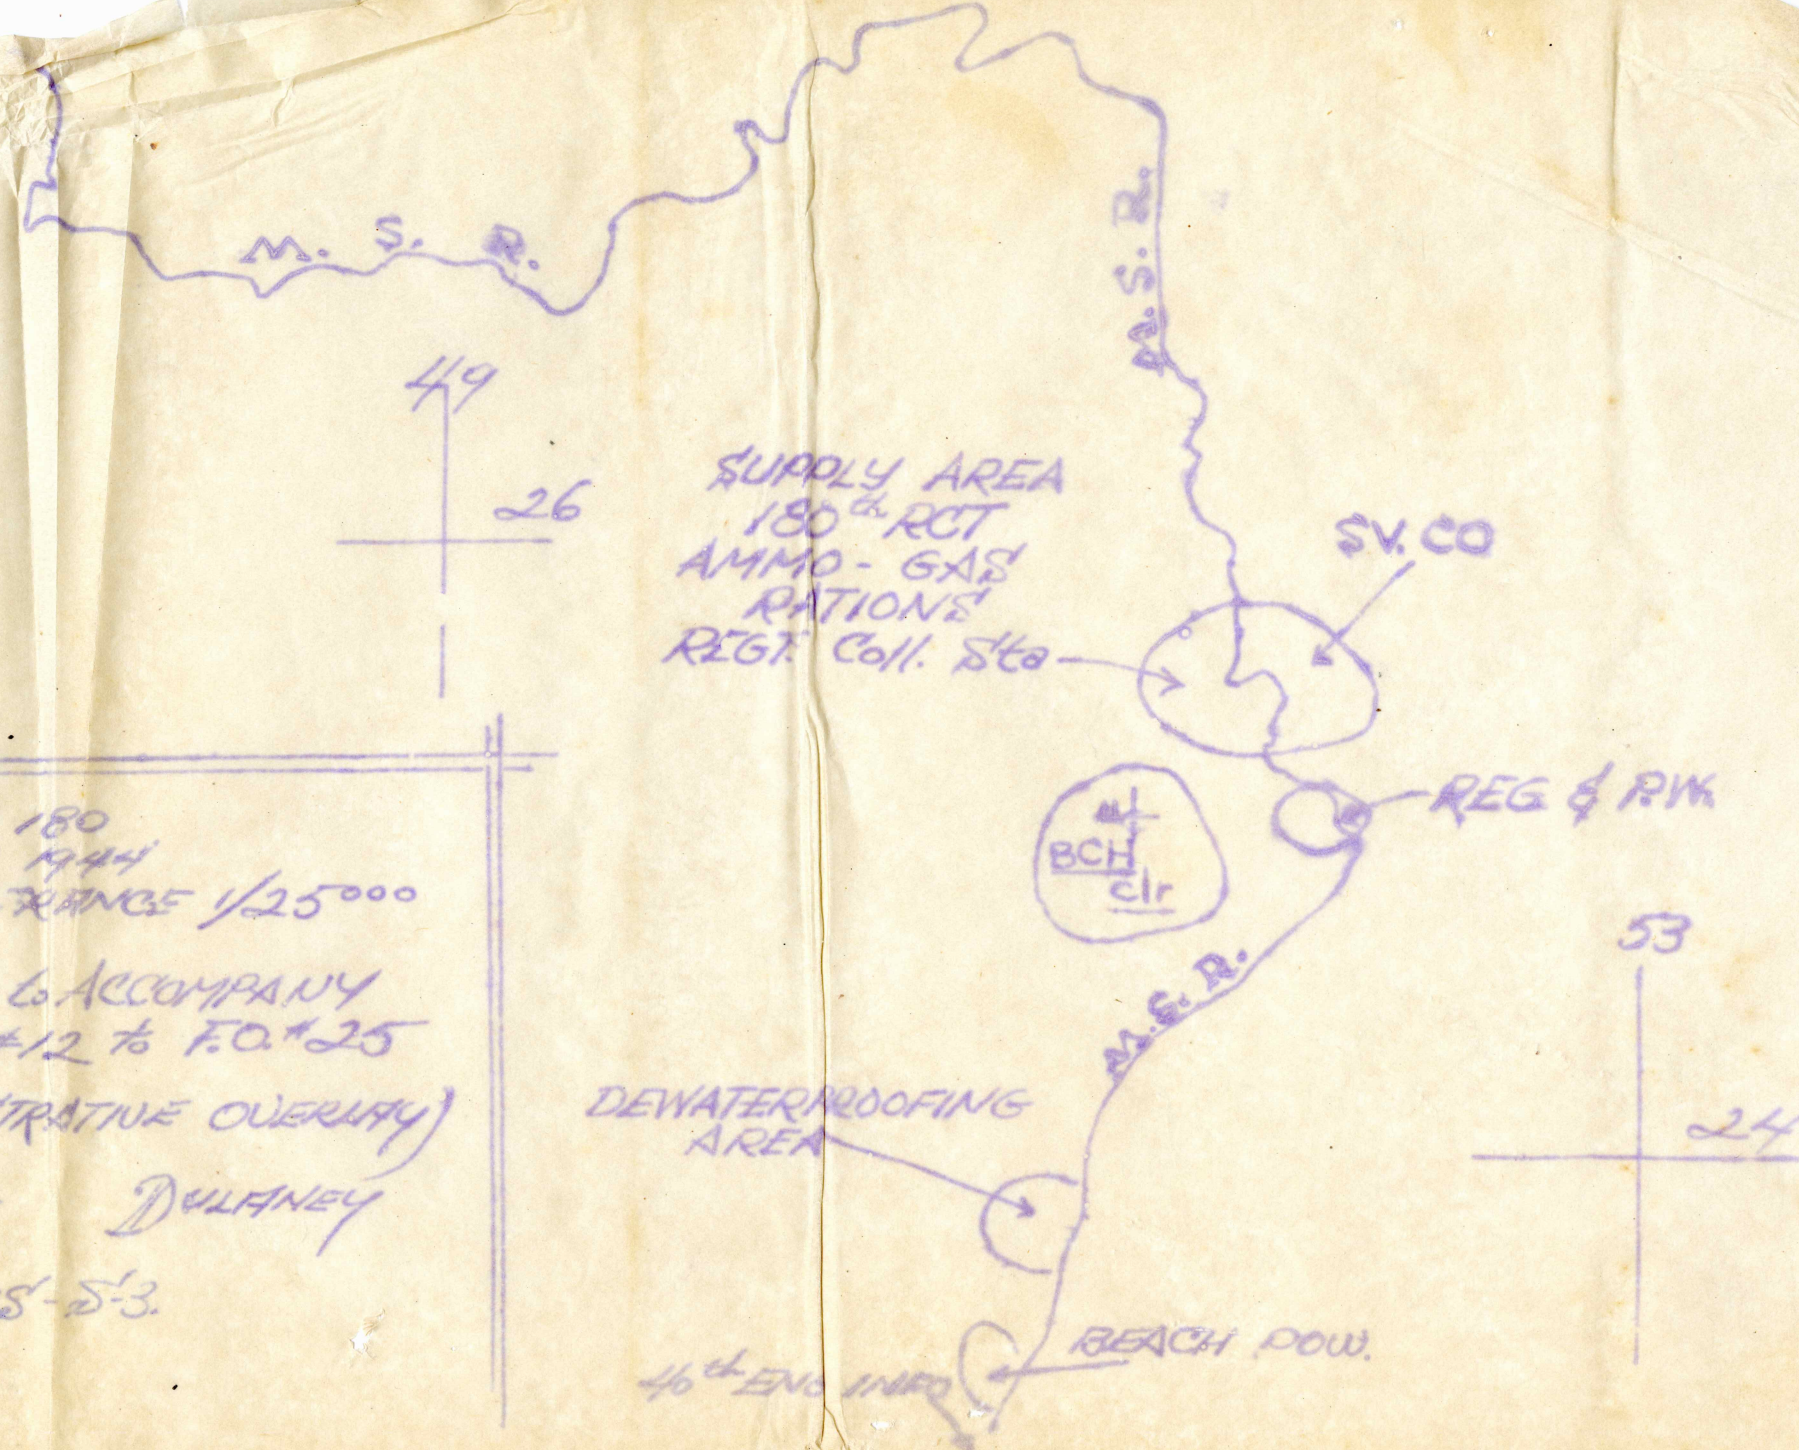 M. S. R.
M. S. R.
49
26
SUPPLY AREA
180th RCT
AMMO - GAS
RATIONS
REGT. Coll. Sta
SV. CO
REG & P.W.
BCH
clr
180
1944
1/25000
to ACCOMPANY
#12 to F.O. #25
TRATIVE OVERLAY)
DULANEY
S-S-3.
M. S. R.
53
24
DEWATERPROOFING
AREA
BEACH POW.
40th ENG INFO